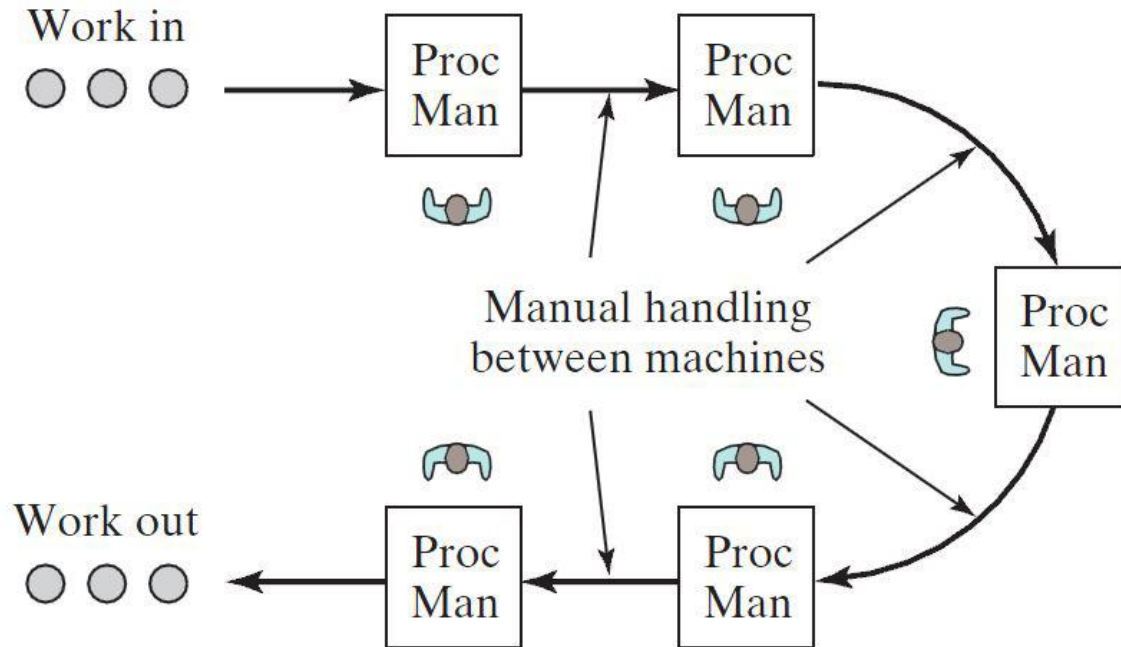 Work in
Proc
Man
Proc
Man
Manual handling
between machines
Proc
Man
Work out
Proc
Man
Proc
Man